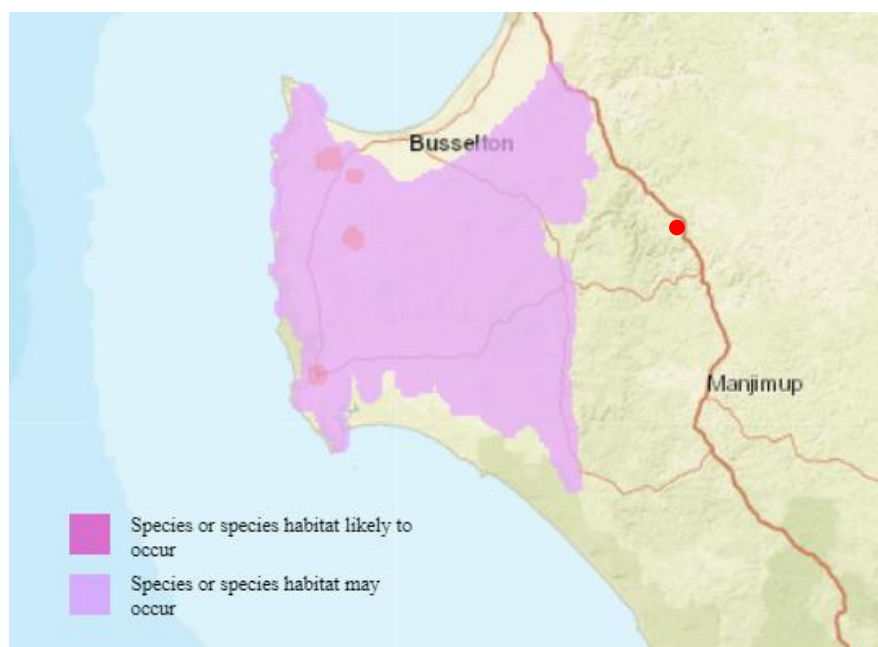 Busselton
Manjimup
Species or species habitat likely to
occur
Species or species habitat may
occur